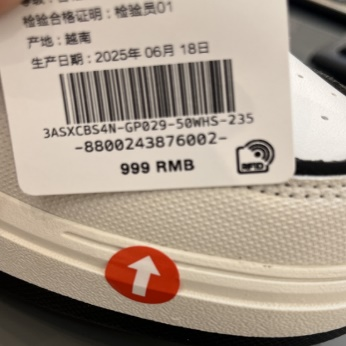 检验合格证明：检验员01
产地：越南
生产日期：2025年 06月 18日
3ASXCBS4N-GP029-50WHS-235
-8800243876002-
999 RMB
RFID